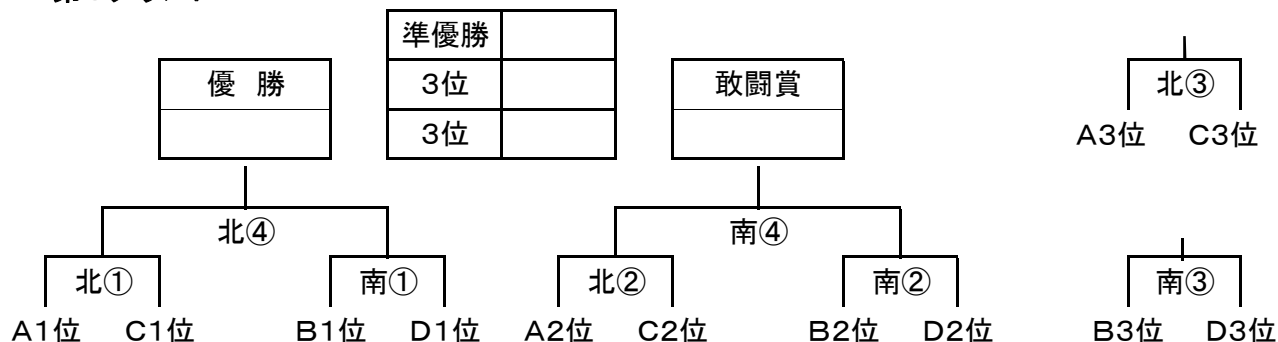 準優勝
優 勝
3位
敢闘賞
3位
北③
A3位 C3位
北④
南④
北①
南①
北②
南②
南③
A1位 C1位 B1位 D1位 A2位 C2位 B2位 D2位 B3位 D3位